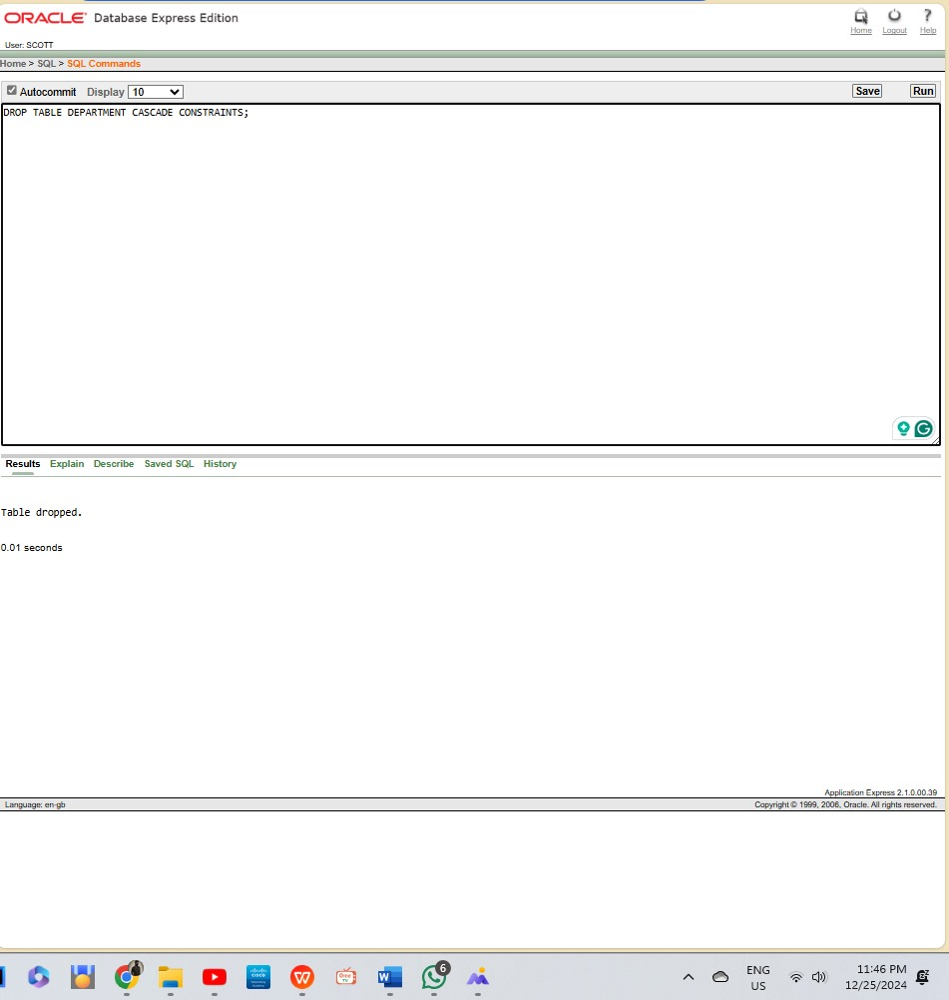 ORACLE Database Express Edition
Home Logout Help
User: SCOTT
Home > SQL > SQL Commands
Autocommit Display 10 Save Run
DROP TABLE DEPARTMENT CASCADE CONSTRAINTS;
Results Explain Describe Saved SQL History
Table dropped.
0.01 seconds
Application Express 2.1.0.00.39
Language: en-gb Copyright © 1999, 2006, Oracle. All rights reserved.
6
ENG 11:46 PM
US 12/25/2024